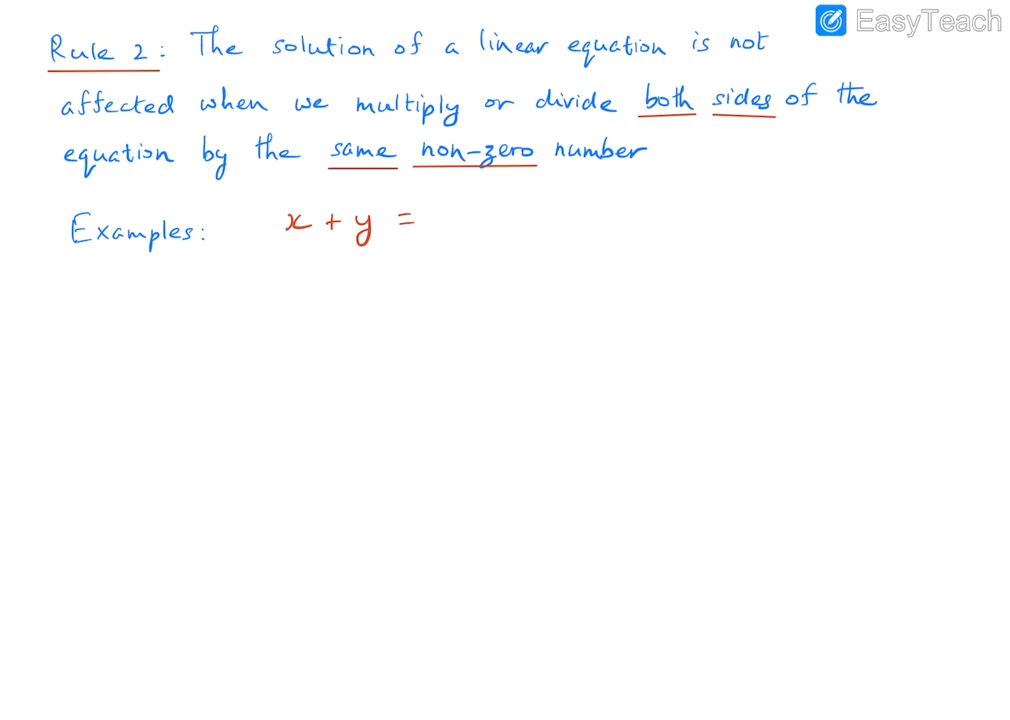 EasyTeach
Rule 2: The solution of a linear equation is not
affected when we multiply or divide both sides of the
equation by the same non-zero number
Examples: x + y =